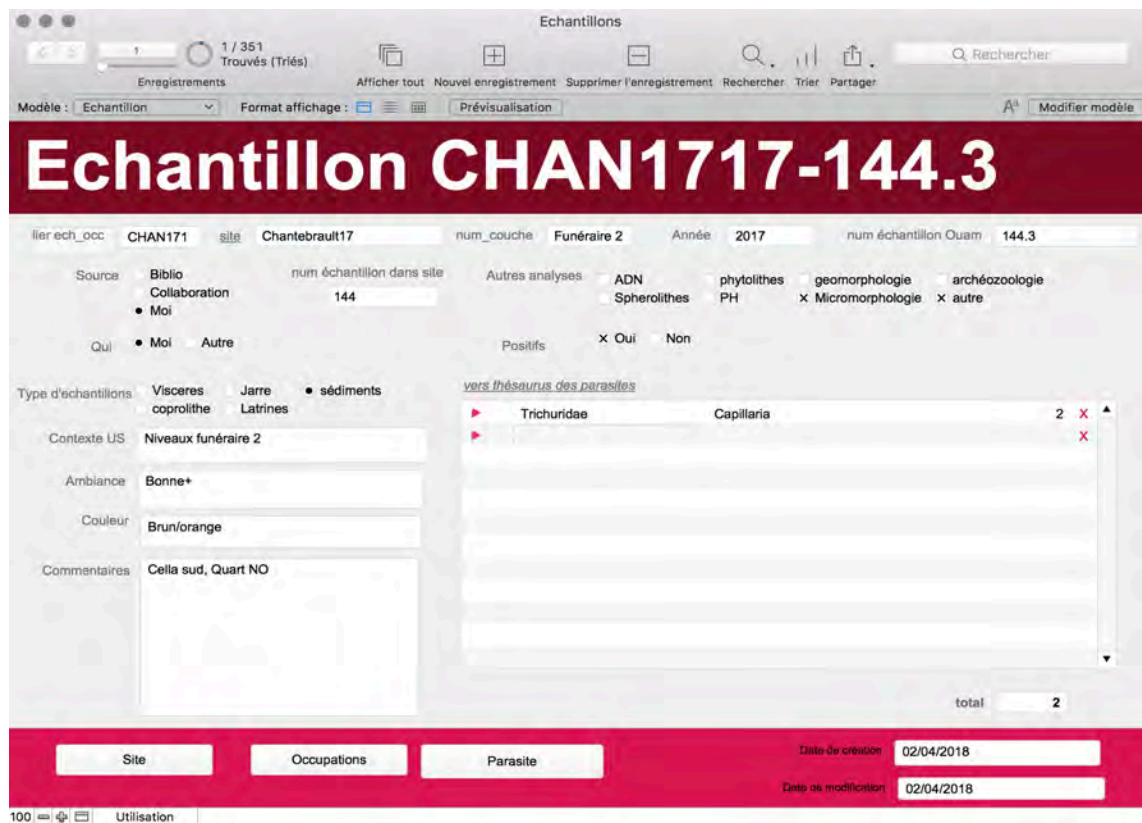 Echantillons
1
1 / 351
Trouvés (Triés)
Rechercher
Enregistrements Afficher tout Nouvel enregistrement Supprimer l'enregistrement Rechercher Trier Partager
Modèle : Echantillon Format affichage : Prévisualisation Aª Modifier modèle
Echantillon CHAN1717-144.3
lier ech_occ CHAN171 site Chantebrault17 num_couche Funéraire 2 Année 2017 num échantillon Ouam 144.3
Source Biblio num échantillon dans site Autres analyses ADN phytolithes geomorphologie archéozoologie
Collaboration 144 Spherolithes PH x Micromorphologie x autre
Moi
Qui Moi Autre Positifs x Oui Non
Type d'echantillons Visceres Jarre sédiments vers thésaurus des parasites
coprolithe Latrines
Trichuridae Capillaria 2 X
Contexte US Niveaux funéraire 2 X
Ambiance Bonne+
Couleur Brun/orange
Commentaires Cella sud, Quart NO
total 2
Site Occupations Parasite Date de création 02/04/2018
Date de modification 02/04/2018
100 Utilisation